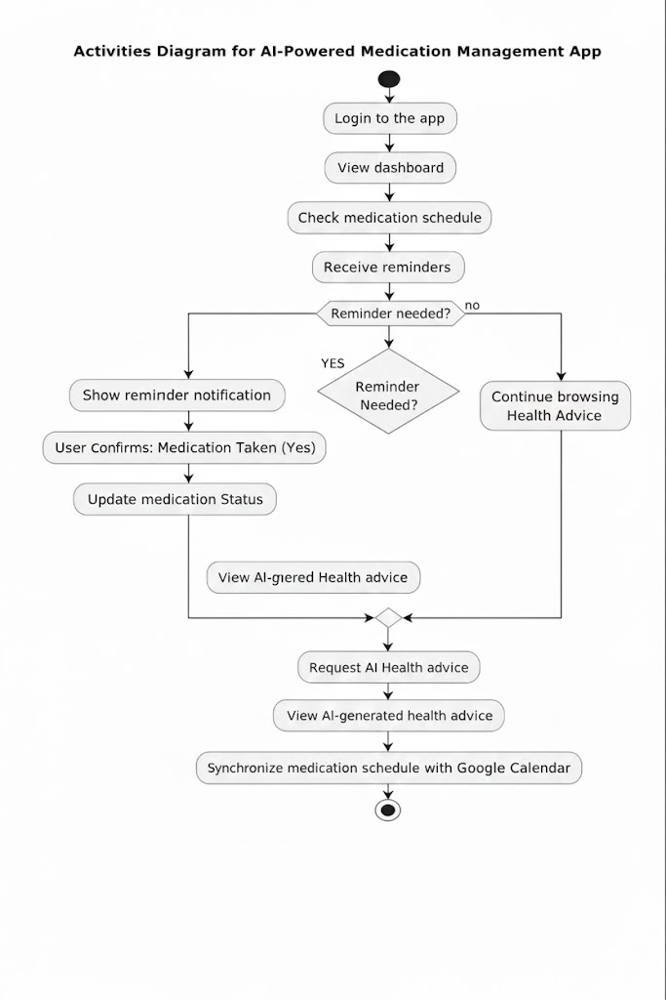 Activities Diagram for AI-Powered Medication Management App
Login to the app
View dashboard
Check medication schedule
Receive reminders
Reminder needed?
no
YES
Reminder
Needed?
Show reminder notification
Continue browsing
Health Advice
User Confirms: Medication Taken (Yes)
Update medication Status
View Health advice
Request AI Health advice
View AI-generated health advice
Synchronize medication schedule with Google Calendar